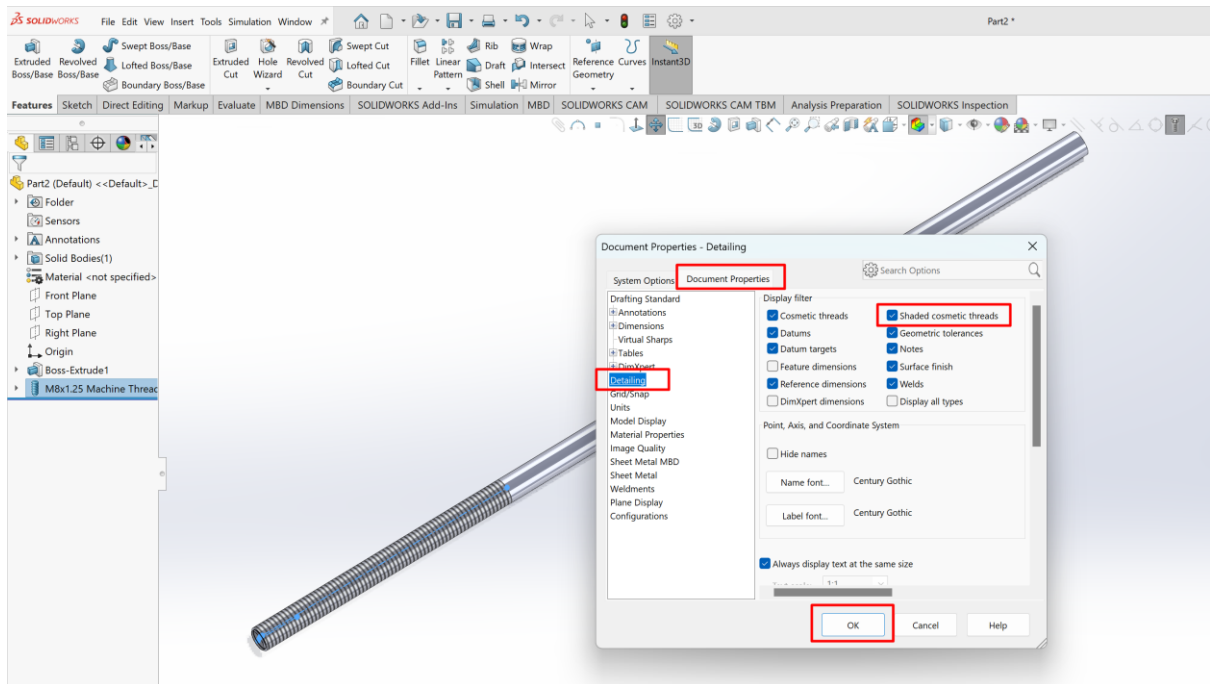 SOLIDWORKS File Edit View Insert Tools Simulation Window Part2 *
Extruded Boss/Base
Revolved Boss/Base
Swept Boss/Base
Lofted Boss/Base
Boundary Boss/Base
Extruded Cut
Hole Wizard
Revolved Cut
Swept Cut
Lofted Cut
Boundary Cut
Fillet
Linear Pattern
Rib
Draft
Shell
Wrap
Intersect
Mirror
Reference Geometry
Curves
Instant3D
Features Sketch Direct Editing Markup Evaluate MBD Dimensions SOLIDWORKS Add-Ins Simulation MBD SOLIDWORKS CAM SOLIDWORKS CAM TBM Analysis Preparation SOLIDWORKS Inspection
Part2 (Default) <<Default>_D
Folder
Sensors
Annotations
Solid Bodies(1)
Material <not specified>
Front Plane
Top Plane
Right Plane
Origin
Boss-Extrude1
M8x1.25 Machine Threac
Document Properties - Detailing
System Options Document Properties
Search Options
Drafting Standard
Annotations
Dimensions
Virtual Sharps
Tables
DimXpert
Detailing
Grid/Snap
Units
Model Display
Material Properties
Image Quality
Sheet Metal MBD
Sheet Metal
Weldments
Plane Display
Configurations
Display filter
Cosmetic threads Shaded cosmetic threads
Datums Geometric tolerances
Datum targets Notes
Feature dimensions Surface finish
Reference dimensions Welds
DimXpert dimensions Display all types
Point, Axis, and Coordinate System
Hide names
Name font... Century Gothic
Label font... Century Gothic
Always display text at the same size
1:1
OK Cancel Help